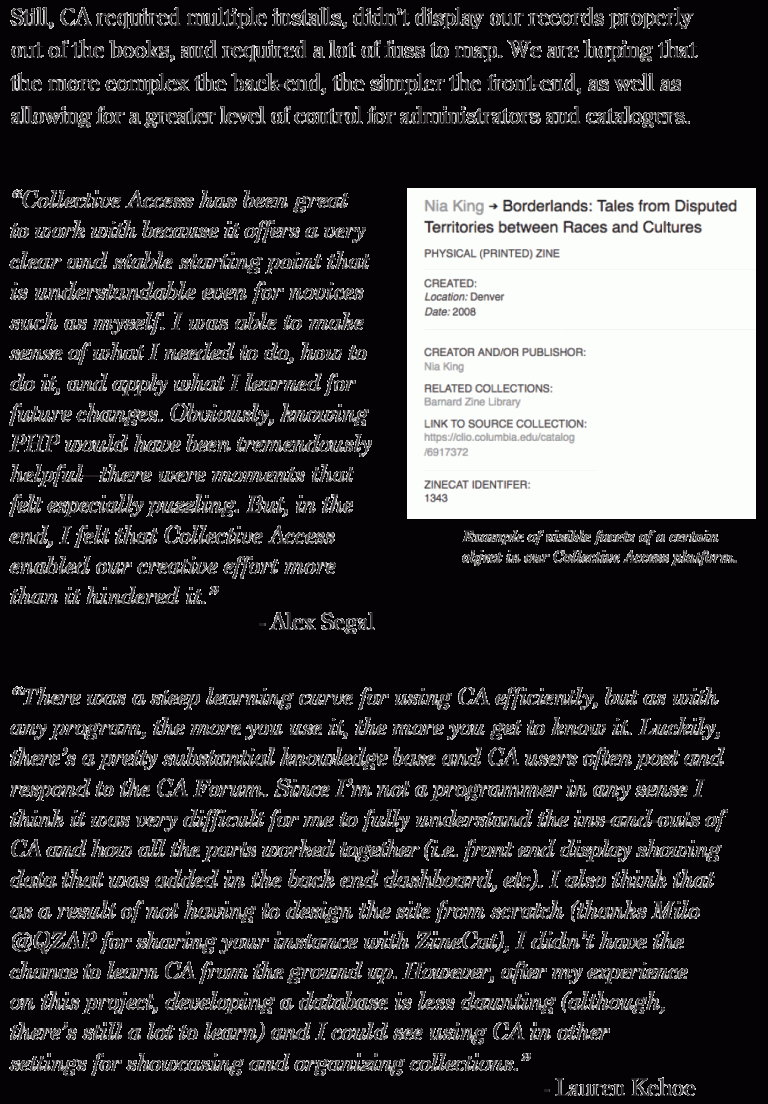 Still, CA required multiple installs, didn't display our records properly
out of the books, and required a lot of fuss to map. We are hoping that
the more complex the back-end, the simpler the front-end, as well as
allowing for a greater level of control for administrators and catalogers.
"Collective Access has been great
to work with because it offers a very
clear and stable starting point that
is understandable even for novices
such as myself. I was able to make
sense of what I needed to do, how to
do it, and apply what I learned for
future changes. Obviously, knowing
PHP would have been tremendously
helpful—there were moments that
felt especially puzzling. But, in the
end, I felt that Collective Access
enabled our creative effort more
than it hindered it."
- Alex Segal
Nia King → Borderlands: Tales from Disputed
Territories between Races and Cultures
PHYSICAL (PRINTED) ZINE
CREATED:
Location: Denver
Date: 2008
CREATOR AND/OR PUBLISHER:
Nia King
RELATED COLLECTIONS:
Barnard Zine Library
LINK TO SOURCE COLLECTION:
https://clio.columbia.edu/catalog
/6917372
ZINECAT IDENTIFER:
1343
Example of visible facets of a certain
object in our Collective Access platform.
"There was a steep learning curve for using CA efficiently, but as with
any program, the more you use it, the more you get to know it. Luckily,
there's a pretty substantial knowledge base and CA users often post and
respond to the CA Forum. Since I'm not a programmer in any sense I
think it was very difficult for me to fully understand the ins-and-outs of
CA and how all the parts worked together (i.e. front end display showing
data that was added in the back end dashboard, etc). I also think that
as a result of not having to design the site from scratch (thanks Milo
@QZAP for sharing your instance with ZineCat), I didn't have the
chance to learn CA from the ground up. However, after my experience
on this project, developing a database is less daunting (although,
there's still a lot to learn) and I could see using CA in other
settings for showcasing and organizing collections."
- Lauren Kehoe